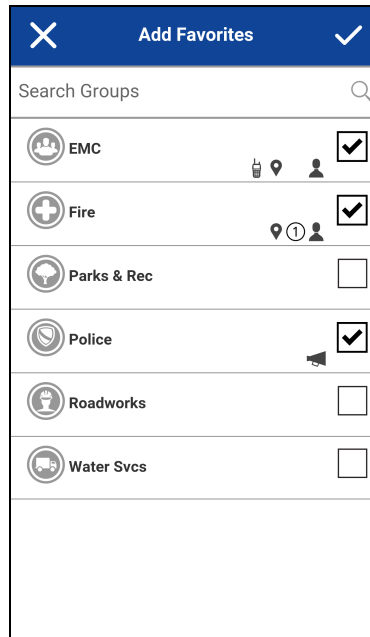 Add Favorites
Search Groups
EMC
Fire
1
Parks & Rec
Police
Roadworks
Water Svcs